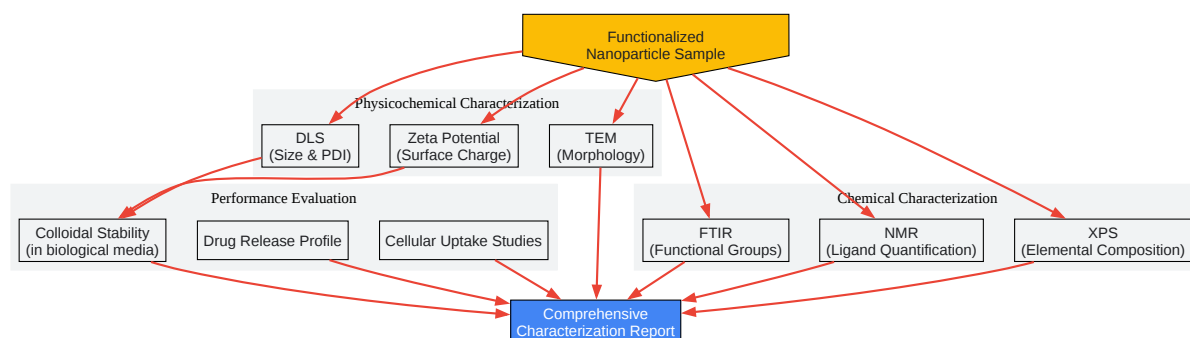 Functionalized
Nanoparticle Sample
Physicochemical Characterization
DLS
(Size & PDI)
Zeta Potential
(Surface Charge)
TEM
(Morphology)
Performance Evaluation
Colloidal Stability
(in biological media)
Drug Release Profile
Cellular Uptake Studies
Chemical Characterization
FTIR
(Functional Groups)
NMR
(Ligand Quantification)
XPS
(Elemental Composition)
Comprehensive
Characterization Report